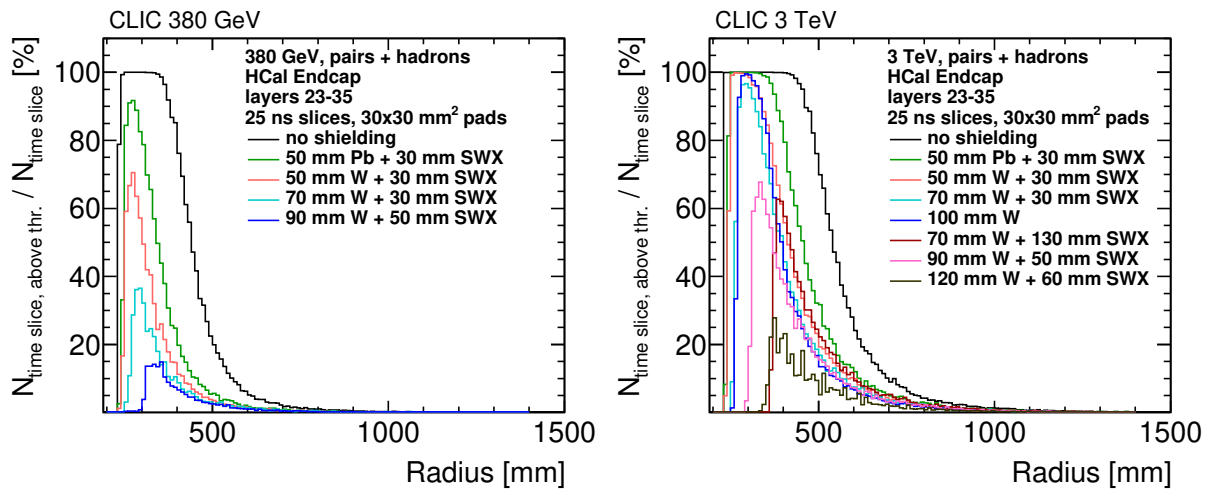 CLIC 380 GeV
N_time slice, above thr. / N_time slice [%]
380 GeV, pairs + hadrons
HCal Endcap
layers 23-35
25 ns slices, 30x30 mm² pads
no shielding
50 mm Pb + 30 mm SWX
50 mm W + 30 mm SWX
70 mm W + 30 mm SWX
90 mm W + 50 mm SWX
100
80
60
40
20
500 1000 1500
Radius [mm]
CLIC 3 TeV
N_time slice, above thr. / N_time slice [%]
3 TeV, pairs + hadrons
HCal Endcap
layers 23-35
25 ns slices, 30x30 mm² pads
no shielding
50 mm Pb + 30 mm SWX
50 mm W + 30 mm SWX
70 mm W + 30 mm SWX
100 mm W
70 mm W + 130 mm SWX
90 mm W + 50 mm SWX
120 mm W + 60 mm SWX
100
80
60
40
20
500 1000 1500
Radius [mm]